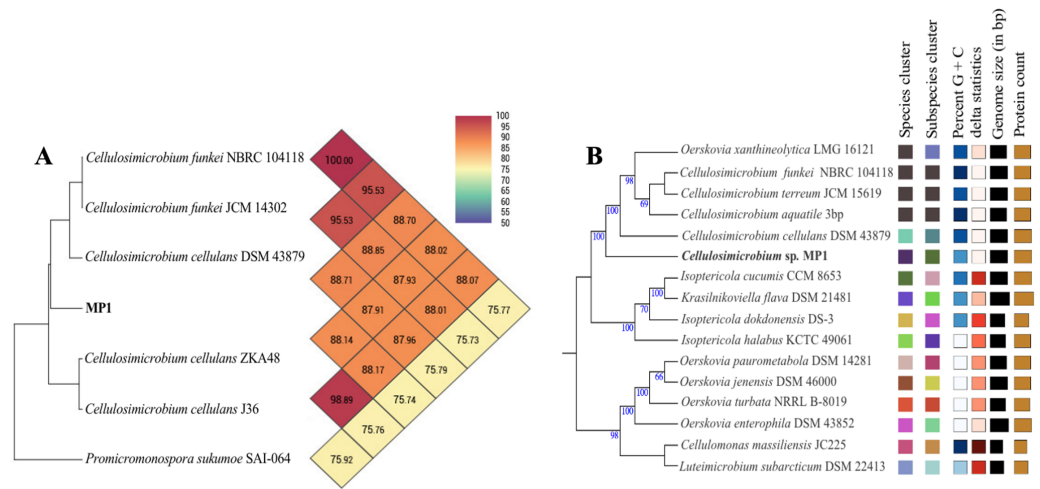 A
Cellulosimicrobium funkei NBRC 104118
Cellulosimicrobium funkei JCM 14302
Cellulosimicrobium cellulans DSM 43879
MP1
Cellulosimicrobium cellulans ZKA48
Cellulosimicrobium cellulans J36
Promicromonospora sukumoe SAI-064
100.00
95.53
95.53 88.70
88.85 88.02
88.71 87.93 88.07
87.91 88.01 75.77
88.14 87.96 75.73
88.17 75.79
98.89 75.74
75.76
75.92
100
95
90
85
80
75
70
65
60
55
50
B
Species cluster
Subspecies cluster
Percent G + C
delta statistics
Genome size (in bp)
Protein count
Oerskovia xanthineolytica LMG 16121
Cellulosimicrobium funkei NBRC 104118
Cellulosimicrobium terreum JCM 15619
Cellulosimicrobium aquatile 3bp
Cellulosimicrobium cellulans DSM 43879
Cellulosimicrobium sp. MP1
Isoptericola cucumis CCM 8653
Krasilnikoviella flava DSM 21481
Isoptericola dokdonensis DS-3
Isoptericola halabus KCTC 49061
Oerskovia paurometabola DSM 14281
Oerskovia jenensis DSM 46000
Oerskovia turbata NRRL B-8019
Oerskovia enterophila DSM 43852
Cellulomonas massiliensis JC225
Luteimicrobium subarcticum DSM 22413
98
69
100
100
100
70
100
66
100
100
98